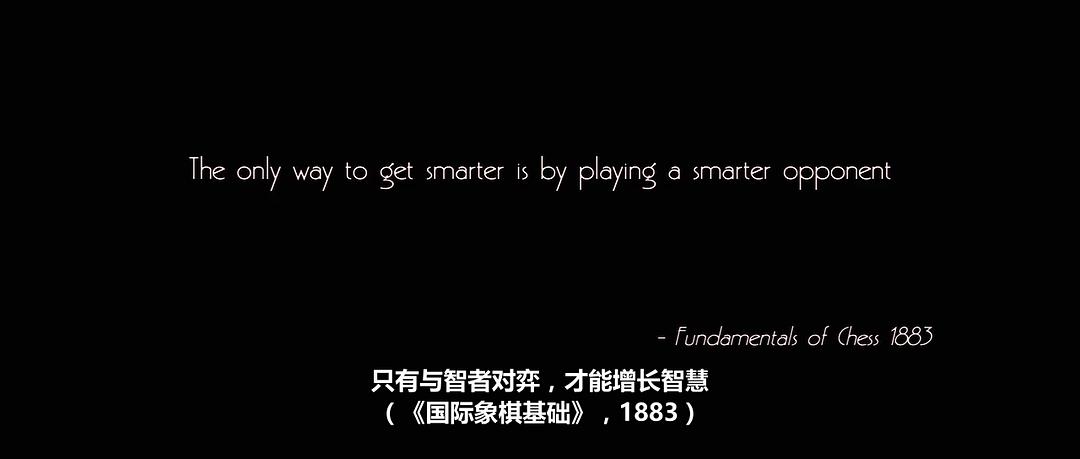 The only way to get smarter is by playing a smarter opponent
- Fundamentals of Chess 1883
只有与智者对弈，才能增长智慧
（《国际象棋基础》，1883）